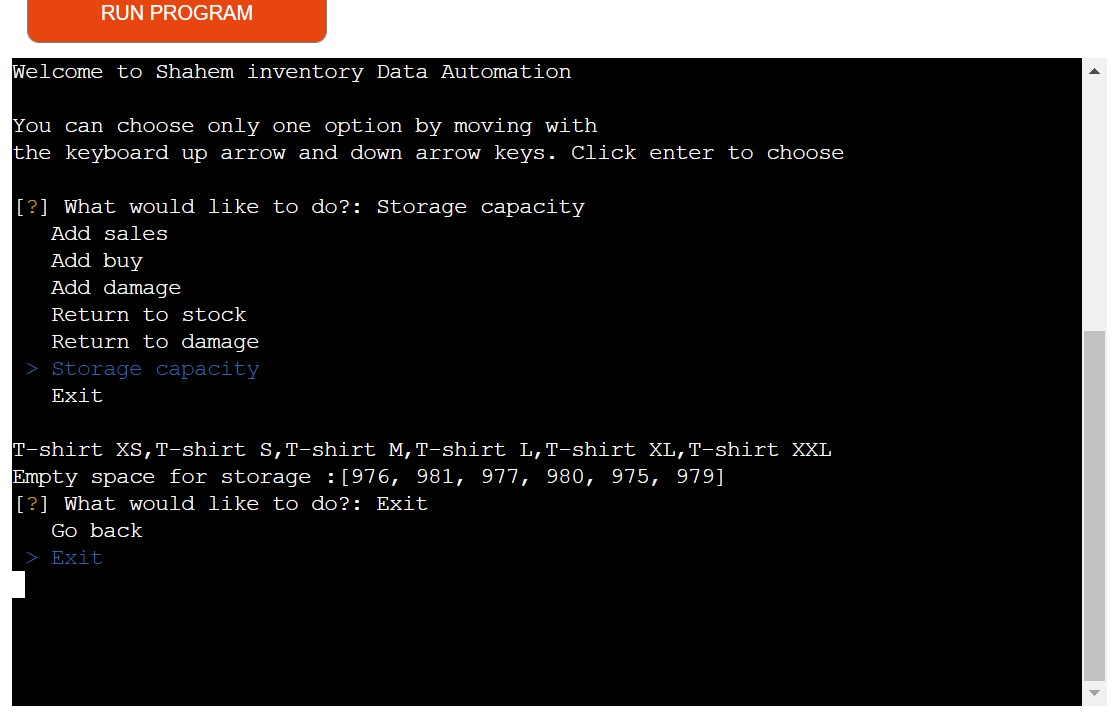 RUN PROGRAM
Welcome to Shahem inventory Data Automation
You can choose only one option by moving with
the keyboard up arrow and down arrow keys. Click enter to choose
[?] What would like to do?: Storage capacity
Add sales
Add buy
Add damage
Return to stock
Return to damage
> Storage capacity
Exit
T-shirt XS,T-shirt S,T-shirt M,T-shirt L,T-shirt XL,T-shirt XXL
Empty space for storage :[976, 981, 977, 980, 975, 979]
[?] What would like to do?: Exit
Go back
> Exit